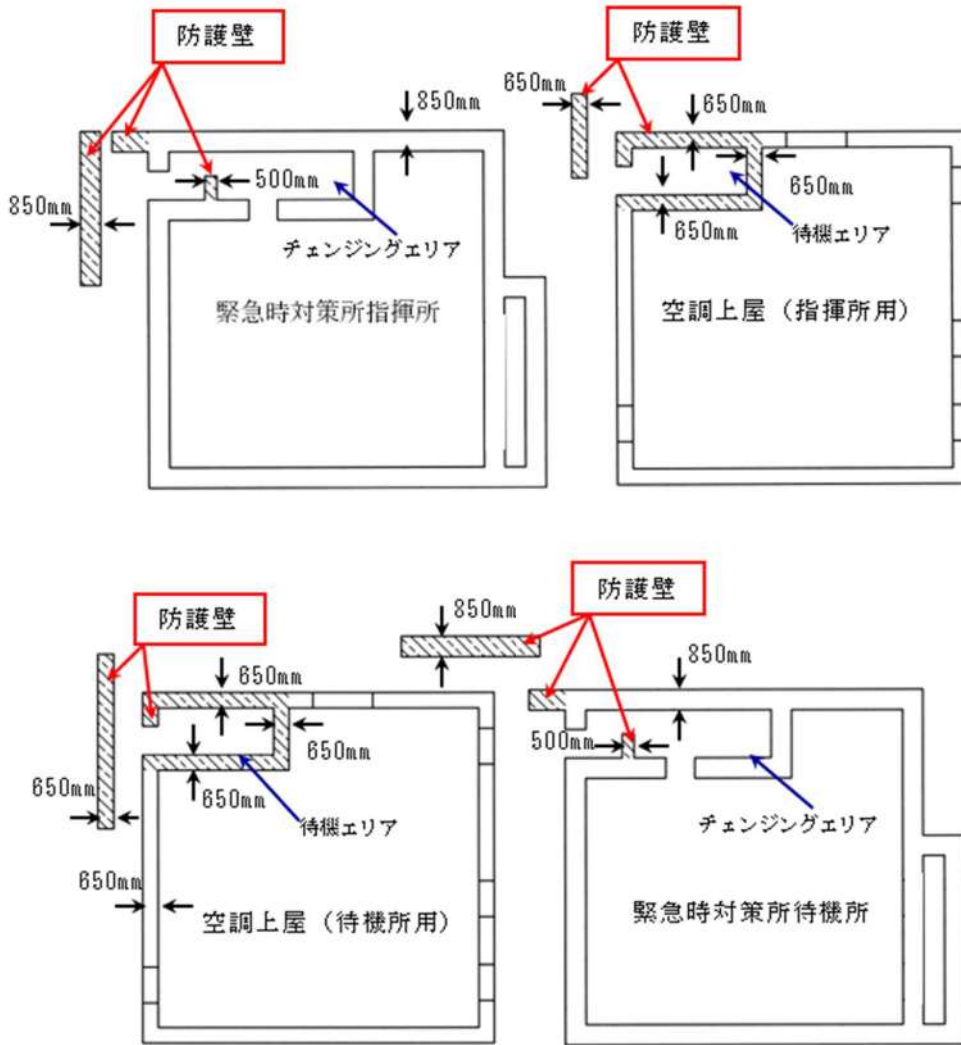 防護壁
防護壁
850mm
650mm
650mm
500mm
850mm
650mm
650mm
チェンジングエリア
待機エリア
緊急時対策所指揮所
空調上屋（指揮所用）
防護壁
防護壁
850mm
650mm
850mm
500mm
650mm
650mm
650mm
待機エリア
チェンジングエリア
650mm
空調上屋（待機所用）
緊急時対策所待機所